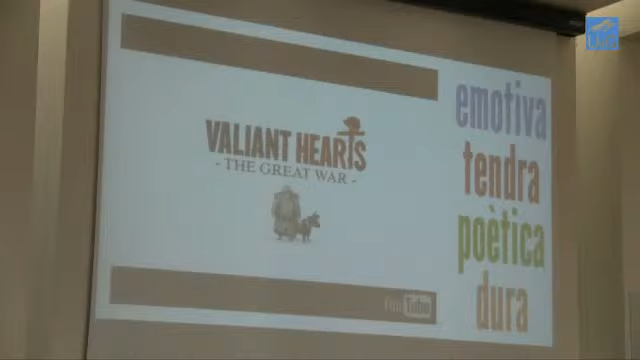 VALIANT HEARTS
- THE GREAT WAR -
emotiva
tendra
poètica
dura
YouTube